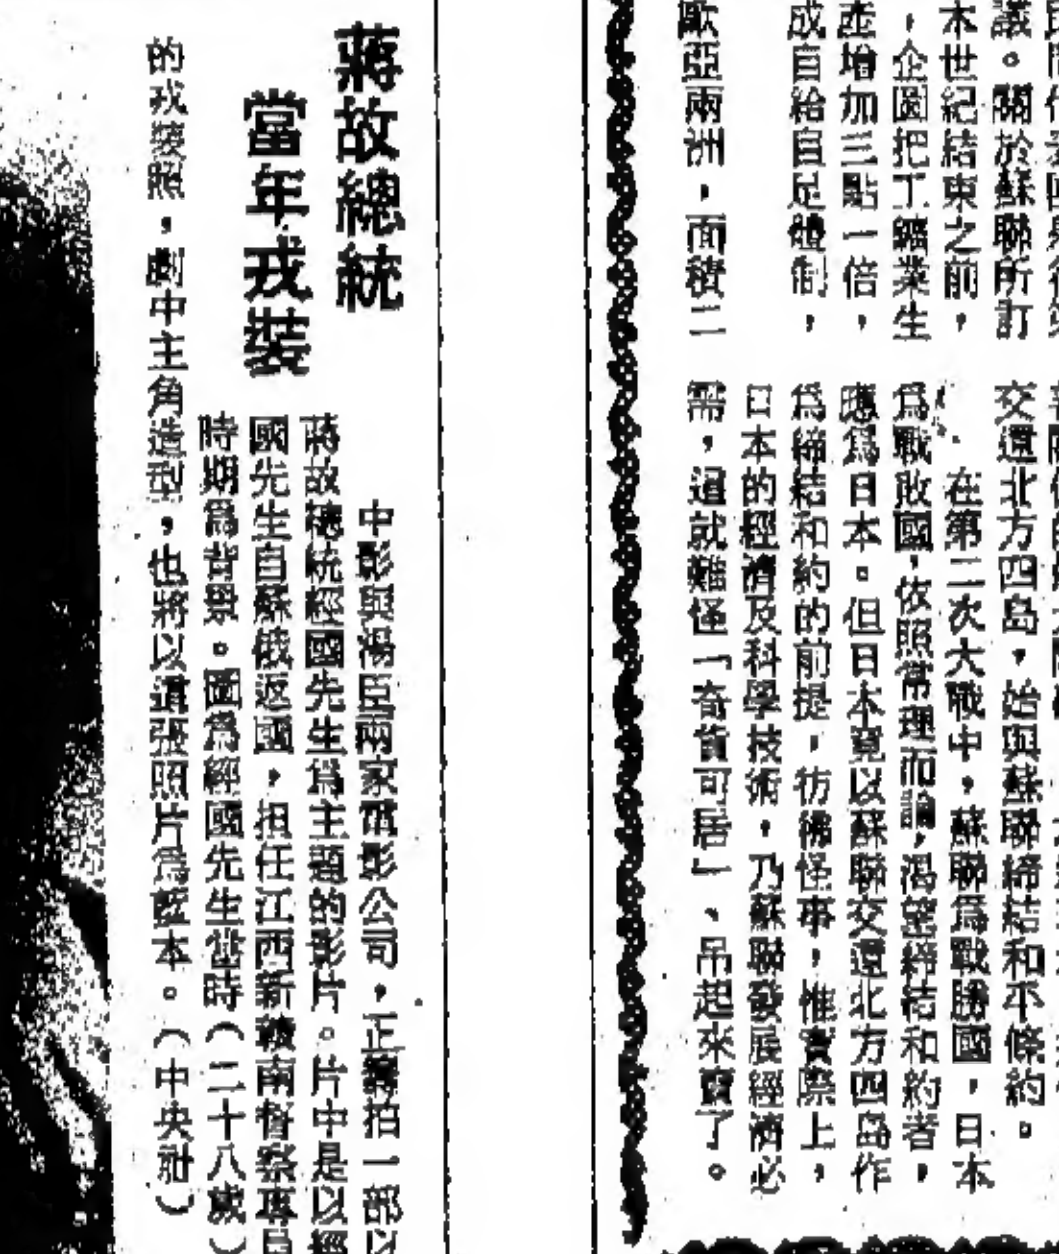 議。關於蘇聯所訂
本世紀結束之前，
，企圖把工鑛業生
產增加三點一倍，
成自給自足體制，
歐亞兩洲，面積二
交還北方四島，始與蘇聯締結和平條約。
在第二次大戰中，蘇聯爲戰勝國，日本
爲戰敗國，依照常理而論，渴望締結和約者，
應爲日本。但日本竟以蘇聯交還北方四島作
爲締結和約的前提，彷彿怪事，惟實際上，
日本的經濟及科學技術，乃蘇聯發展經濟必
需，這就難怪「奇貨可居」、吊起來賣了。
蔣故總統
當年戎裝
中影與湯臣兩家電影公司，正籌拍一部以
蔣故總統經國先生爲主題的影片。片中是以經
國先生自蘇俄返國，担任江西新贛南督察專員
時期爲背景。圖爲經國先生當時（二十八歲）
的戎裝照，劇中主角造型，也將以這張照片爲藍本。（中央社）